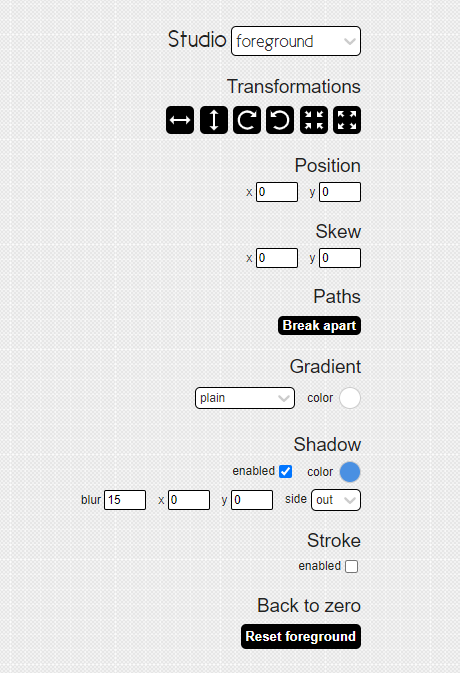 Studio foreground
Transformations
Position
x 0 y 0
Skew
x 0 y 0
Paths
Break apart
Gradient
plain color
Shadow
enabled color
blur 15 x 0 y 0 side out
Stroke
enabled
Back to zero
Reset foreground